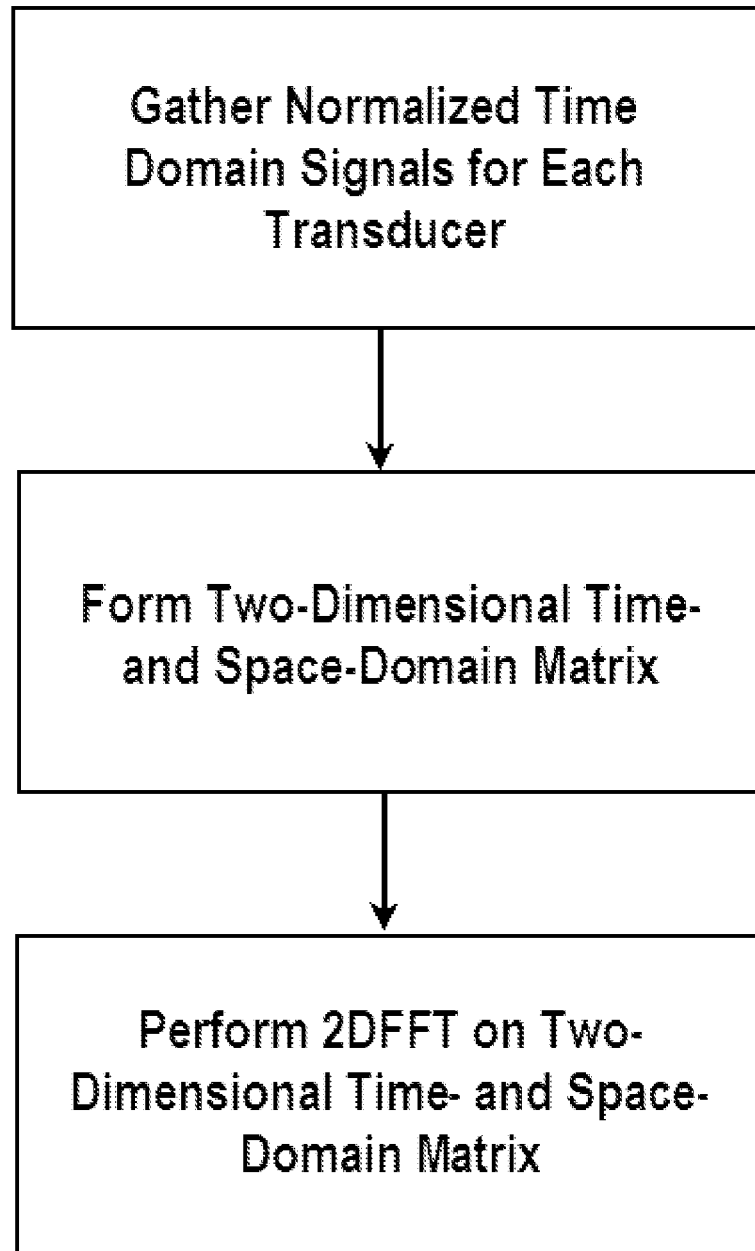 Gather Normalized Time
Domain Signals for Each
Transducer
Form Two-Dimensional Time-
and Space-Domain Matrix
Perform 2DFFT on Two-
Dimensional Time- and Space-
Domain Matrix